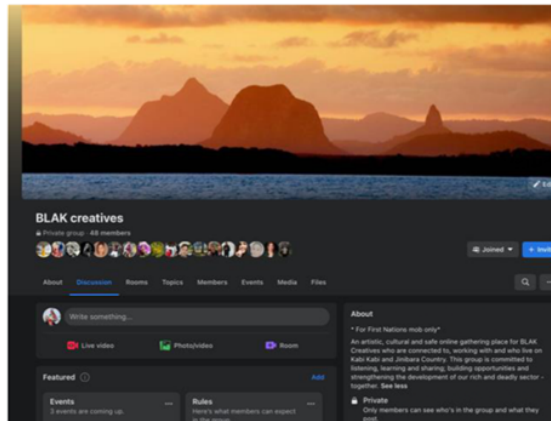 Edit
BLAK creatives
Private group · 48 members
Joined
+ Invite
About Discussion Rooms Topics Members Events Media Files
Write something...
Live video Photo/video Room
Featured
Add
Events
3 events are coming up.
Rules
Here's what members can expect
in the group.
About
* For First Nations mob only*
An artistic, cultural and safe online gathering place for BLAK
Creatives who are connected to, working with and who live on
Kabi Kabi and Jinibara Country. This group is committed to
listening, learning and sharing; building opportunities and
strengthening the development of our rich and deadly sector -
together. See less
Private
Only members can see who's in the group and what they
post.